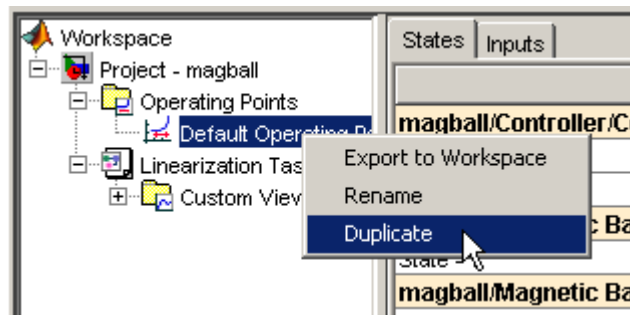 Workspace
States Inputs
Project - magball
Operating Points
Default Operating
magball/Controller/C
Export to Workspace
Linearization Tas
Rename
Custom View
Duplicate
Ba
State -
magball/Magnetic Ba